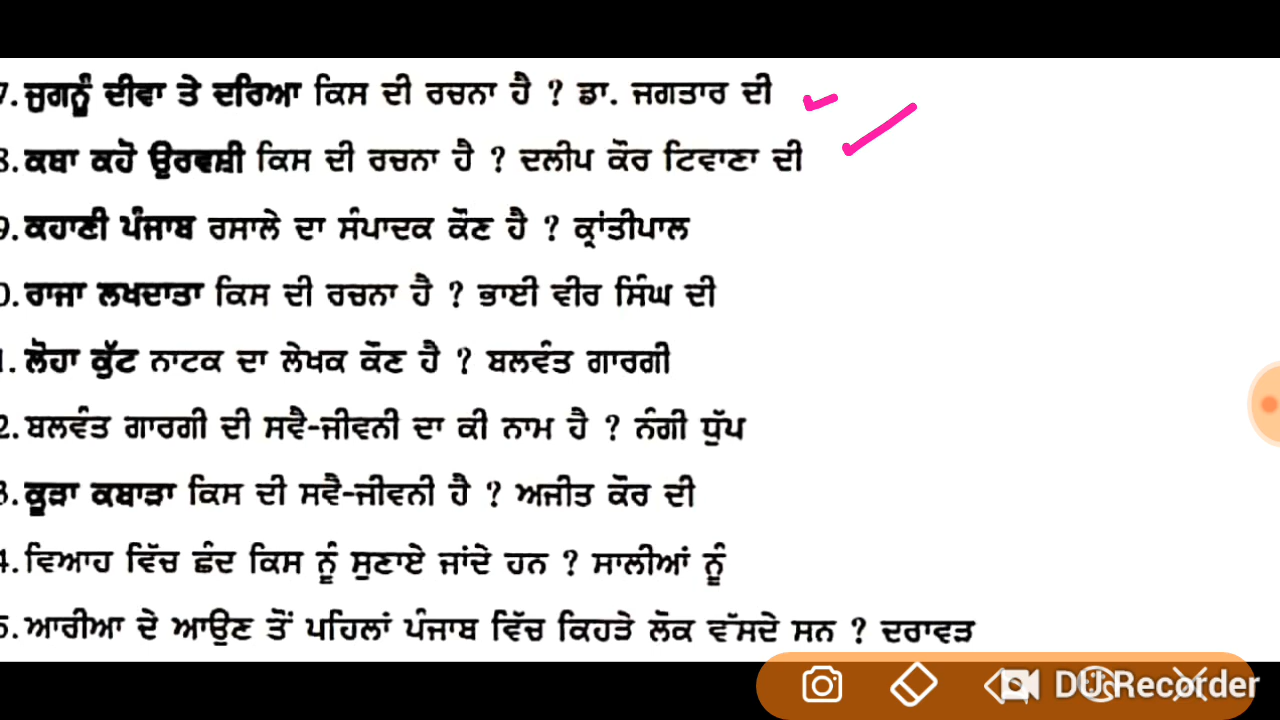 7. ਜੁਗਨੂੰ ਦੀਵਾ ਤੇ ਦਰਿਆ ਕਿਸ ਦੀ ਰਚਨਾ ਹੈ ? ਡਾ. ਜਗਤਾਰ ਦੀ
8. ਕਥਾ ਕਹੋ ਉਰਵਸ਼ੀ ਕਿਸ ਦੀ ਰਚਨਾ ਹੈ ? ਦਲੀਪ ਕੌਰ ਟਿਵਾਣਾ ਦੀ
9. ਕਹਾਣੀ ਪੰਜਾਬ ਰਸਾਲੇ ਦਾ ਸੰਪਾਦਕ ਕੌਣ ਹੈ ? ਕ੍ਰਾਂਤੀਪਾਲ
0. ਰਾਜਾ ਲਖਦਾਤਾ ਕਿਸ ਦੀ ਰਚਨਾ ਹੈ ? ਭਾਈ ਵੀਰ ਸਿੰਘ ਦੀ
1. ਲੋਹਾ ਕੁੱਟ ਨਾਟਕ ਦਾ ਲੇਖਕ ਕੌਣ ਹੈ ? ਬਲਵੰਤ ਗਾਰਗੀ
2. ਬਲਵੰਤ ਗਾਰਗੀ ਦੀ ਸਵੈ-ਜੀਵਨੀ ਦਾ ਕੀ ਨਾਮ ਹੈ ? ਨੰਗੀ ਧੁੱਪ
3. ਕੂੜਾ ਕਬਾੜਾ ਕਿਸ ਦੀ ਸਵੈ-ਜੀਵਨੀ ਹੈ ? ਅਜੀਤ ਕੌਰ ਦੀ
4. ਵਿਆਹ ਵਿੱਚ ਛੰਦ ਕਿਸ ਨੂੰ ਸੁਣਾਏ ਜਾਂਦੇ ਹਨ ? ਸਾਲੀਆਂ ਨੂੰ
5. ਆਰੀਆ ਦੇ ਆਉਣ ਤੋਂ ਪਹਿਲਾਂ ਪੰਜਾਬ ਵਿੱਚ ਕਿਹੜੇ ਲੋਕ ਵੱਸਦੇ ਸਨ ? ਦਰਾਵੜ
DU Recorder